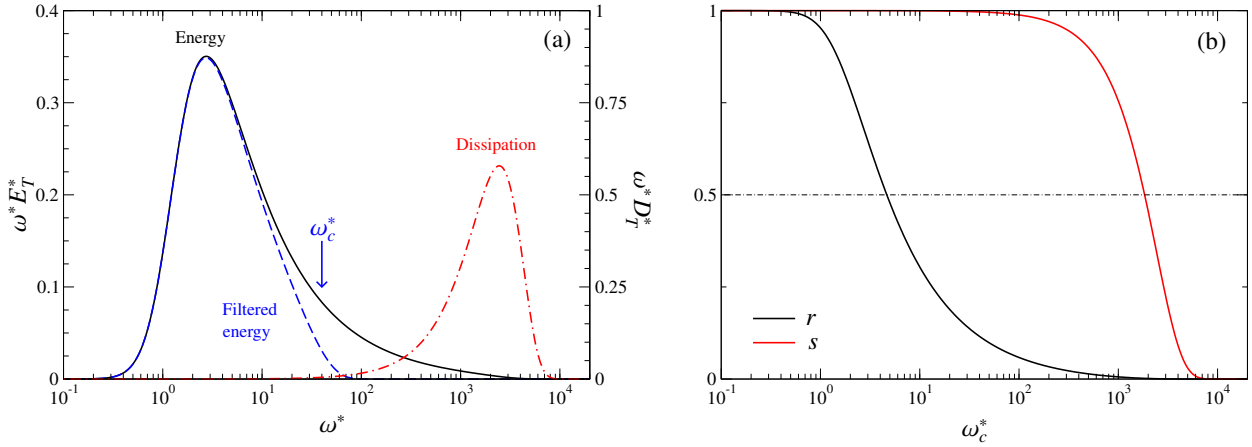 (a)
Energy
0.4
0.3
0.2
0.1
0
1
0.75
0.5
0.25
0
Dissipation
ω*c
Filtered
energy
ω*E*T
ω*D*T
10-1 100 101 102 103 104
ω*
(b)
1
0.5
0
r
s
10-1 100 101 102 103 104
ω*c